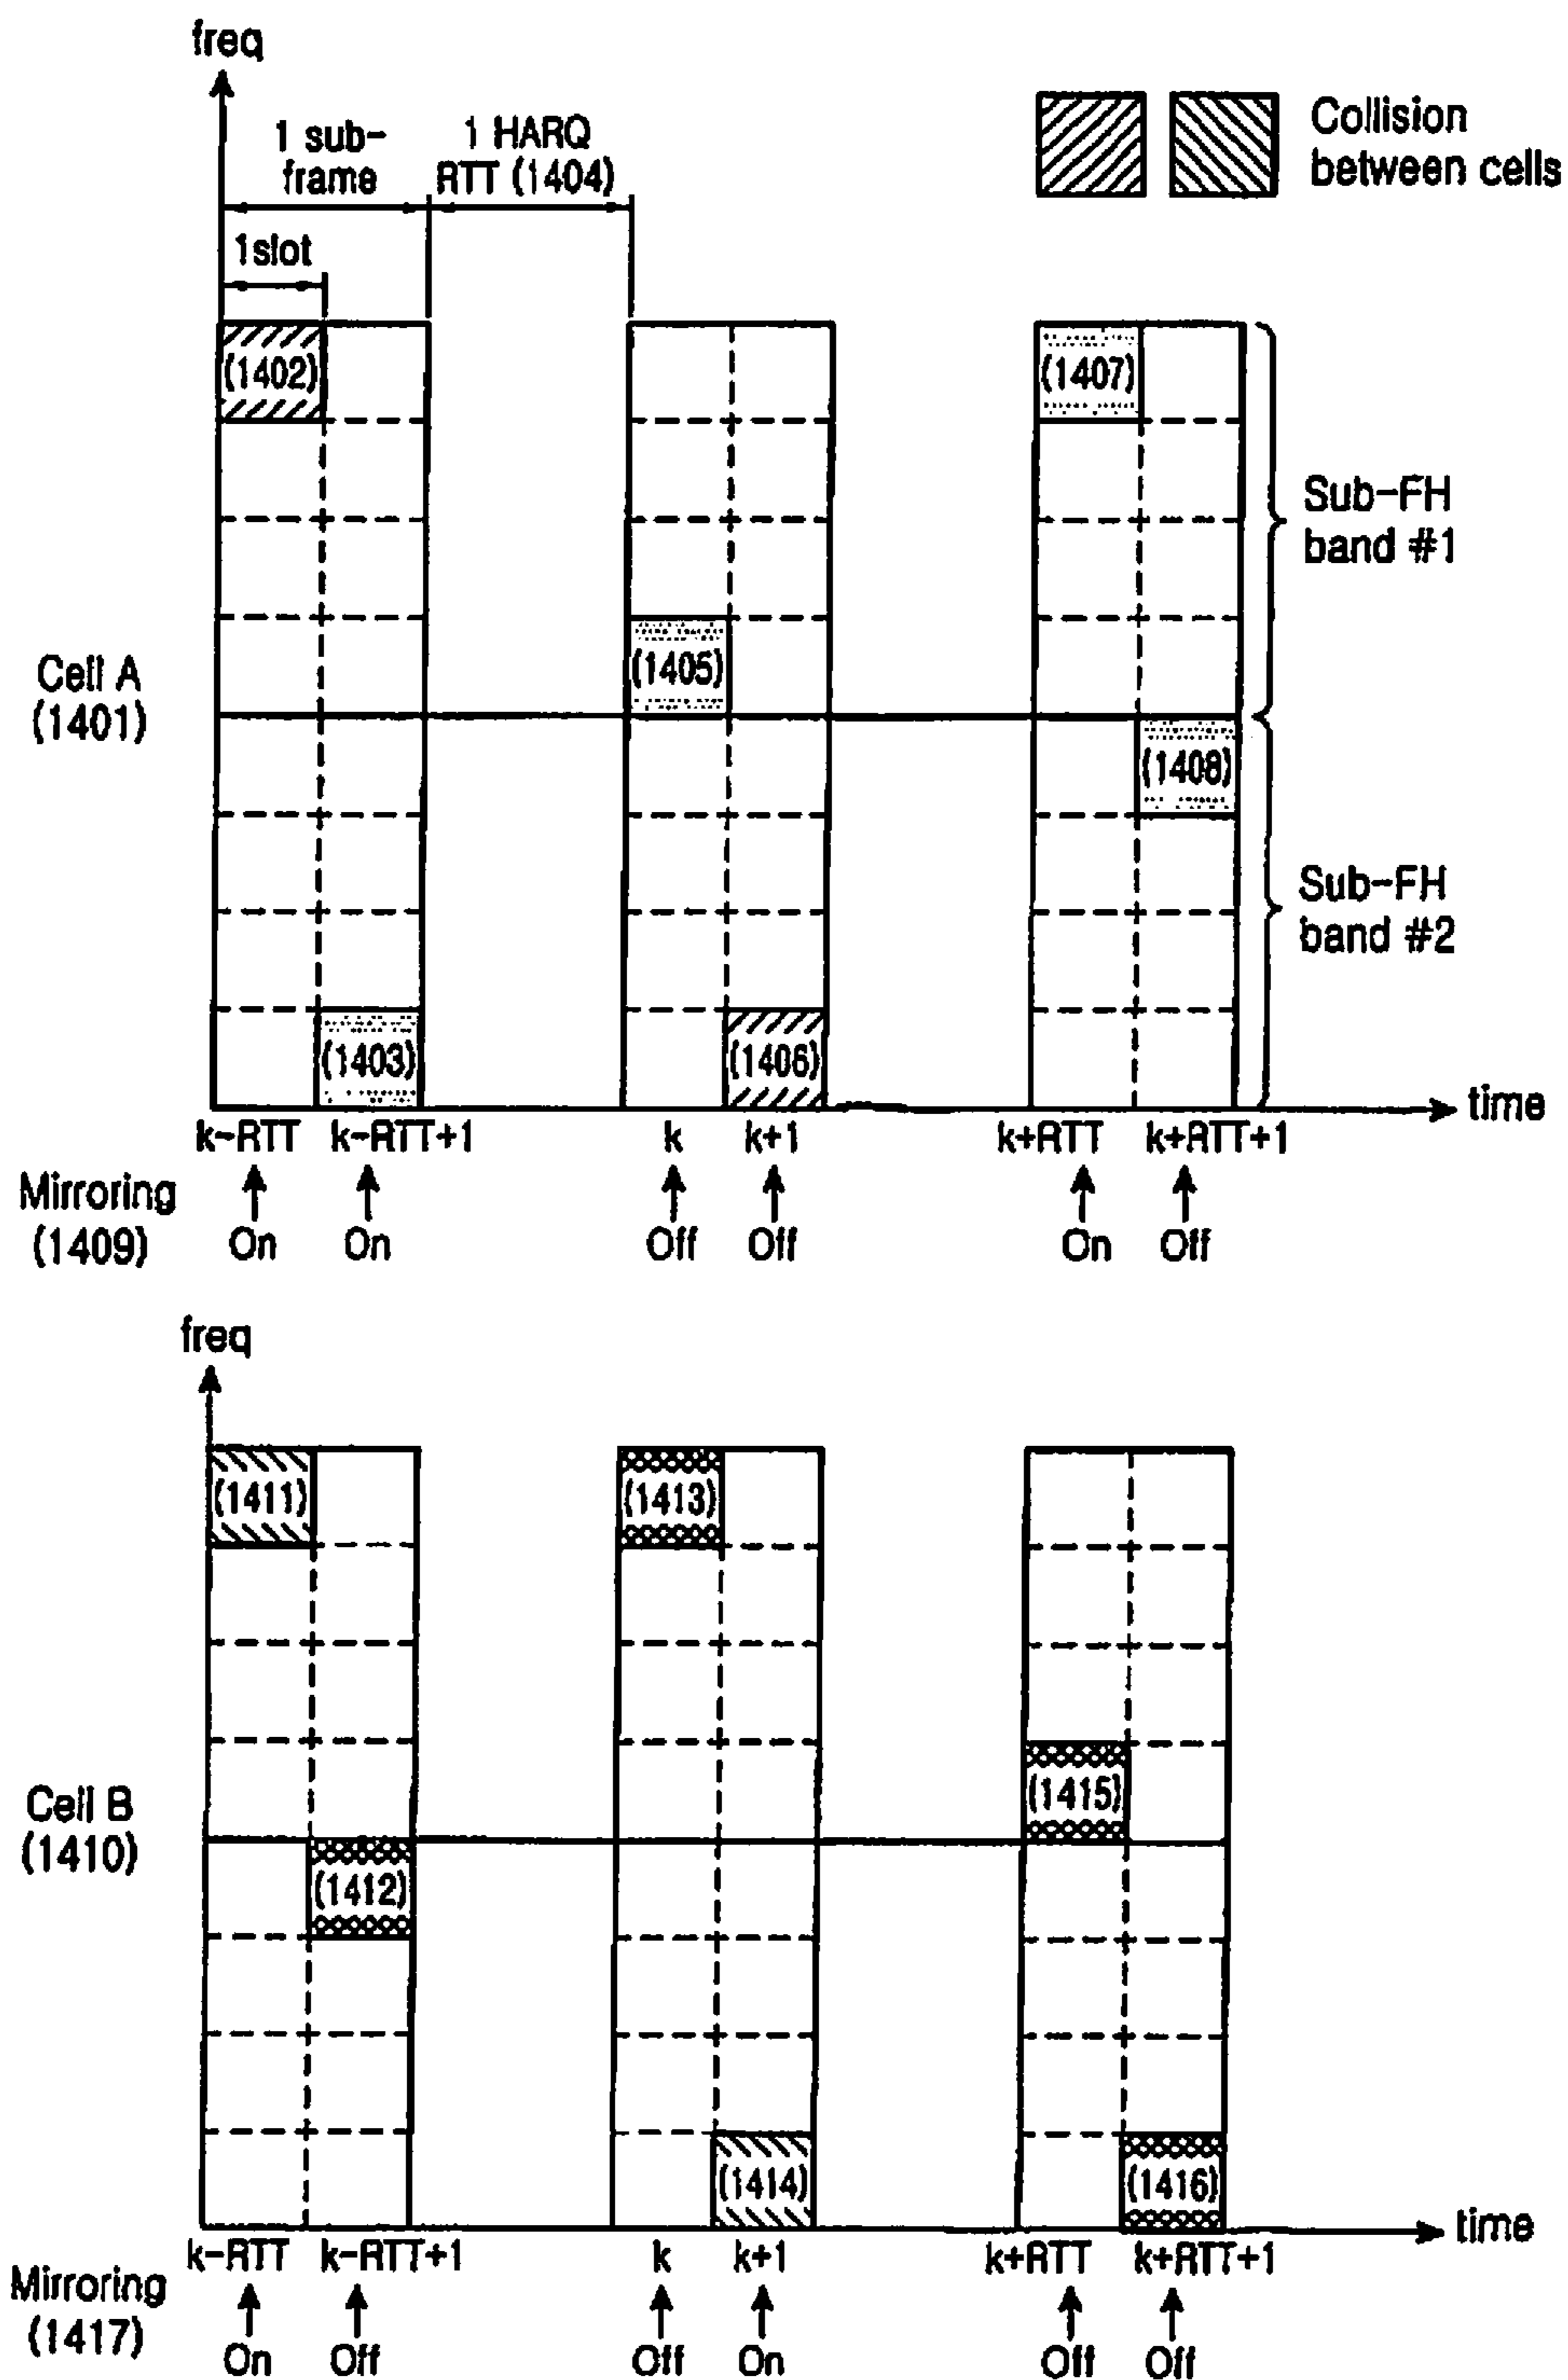 freq
1 sub-
frame
1 HARQ
RTT (1404)
Collision
between cells
1slot
(1402)
(1407)
Sub-FH
band #1
(1405)
Cell A
(1401)
(1408)
Sub-FH
band #2
(1403)
(1406)
time
k-RTT k-RTT+1 k k+1 k+RTT k+RTT+1
Mirroring
(1409)
On On Off Off On Off
freq
(1411)
(1413)
(1415)
Cell B
(1410)
(1412)
(1414)
(1416)
time
k-RTT k-RTT+1 k k+1 k+RTT k+RTT+1
Mirroring
(1417)
On Off Off On Off Off